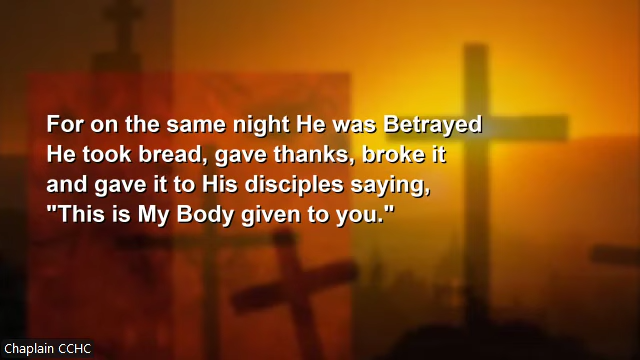 For on the same night He was Betrayed
He took bread, gave thanks, broke it
and gave it to His disciples saying,
"This is My Body given to you."
Chaplain CCHC